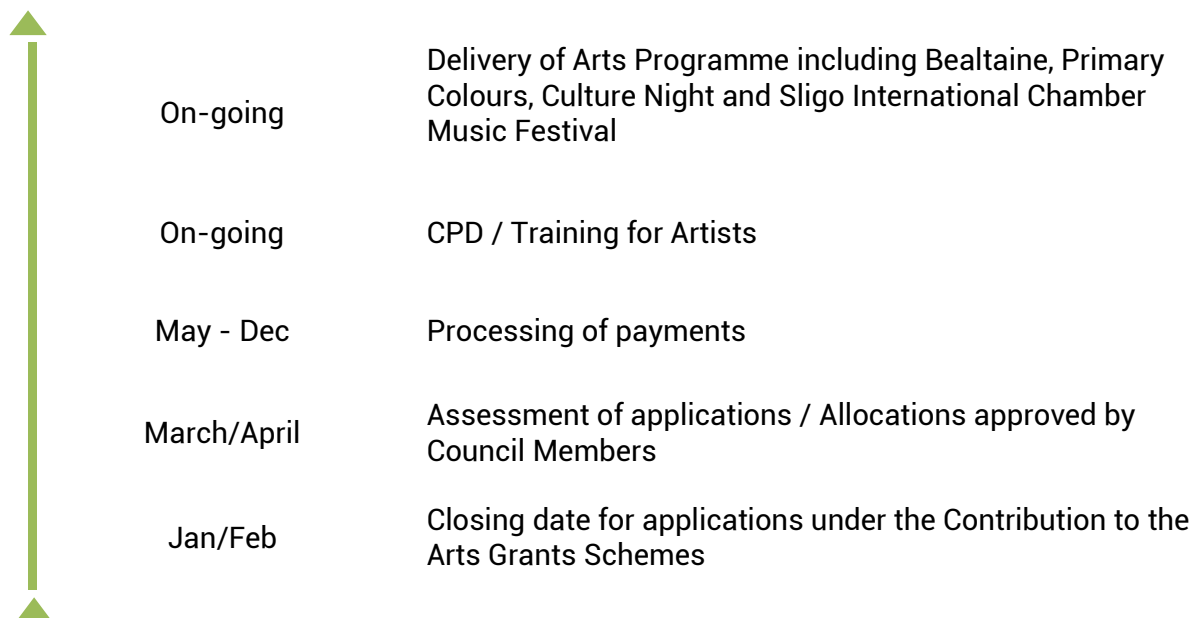 On-going
Delivery of Arts Programme including Bealtaine, Primary
Colours, Culture Night and Sligo International Chamber
Music Festival
On-going
CPD / Training for Artists
May - Dec
Processing of payments
March/April
Assessment of applications / Allocations approved by
Council Members
Jan/Feb
Closing date for applications under the Contribution to the
Arts Grants Schemes